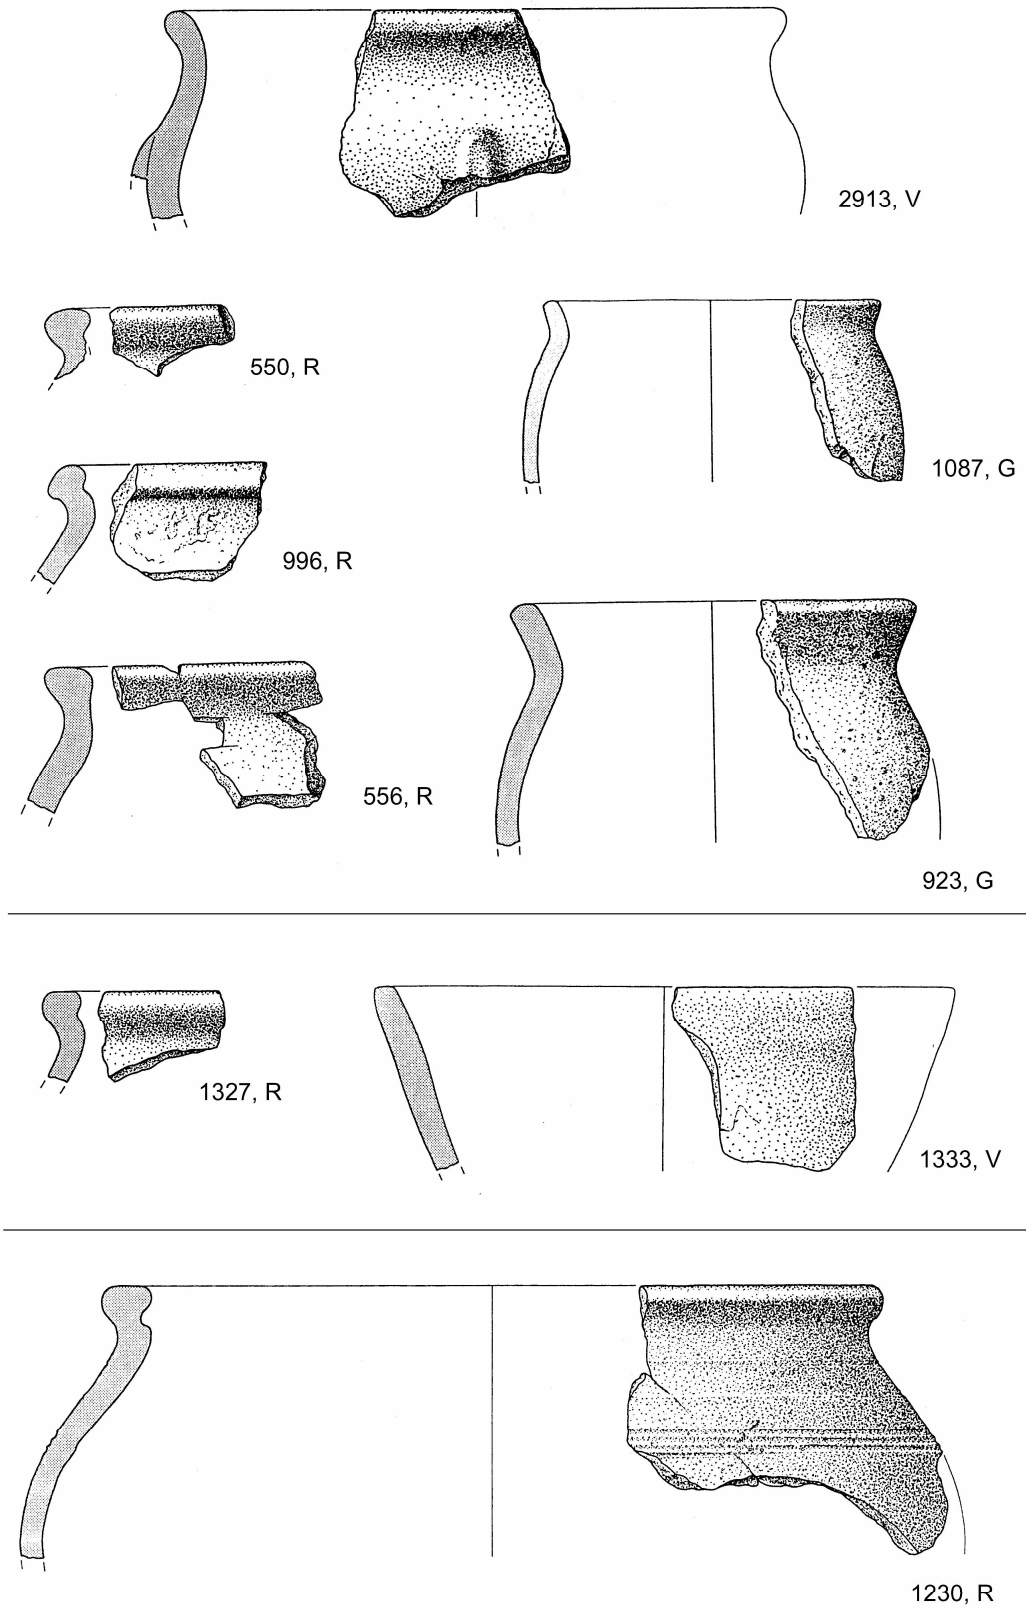 2913, V
550, R
1087, G
996, R
556, R
923, G
1327, R
1333, V
1230, R